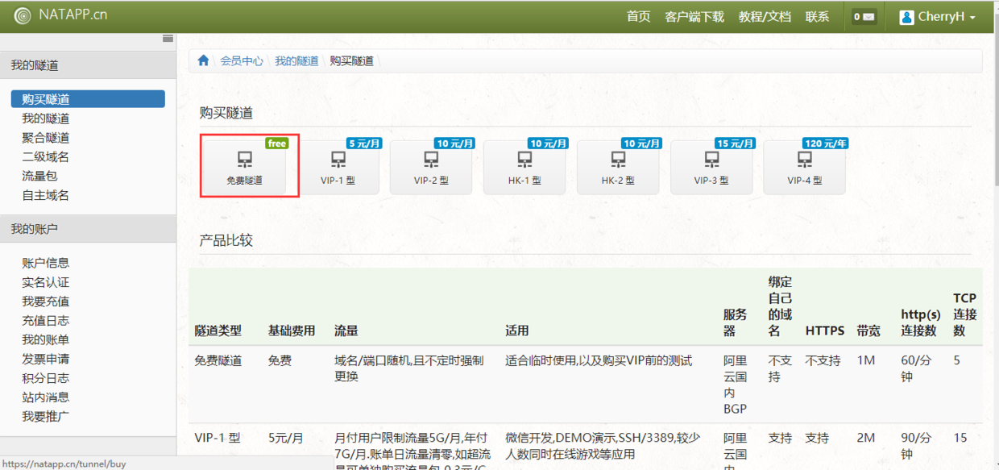 NATAPP.cn
首页 客户端下载 教程/文档 联系 0 CherryH
我的隧道
购买隧道
我的隧道
聚合隧道
二级域名
流量包
自主域名
我的账户
账户信息
实名认证
我要充值
充值日志
我的账单
发票申请
积分日志
站内消息
我要推广
会员中心 \ 我的隧道 \ 购买隧道
购买隧道
free
免费隧道
5 元/月
VIP-1 型
10 元/月
VIP-2 型
10 元/月
HK-1 型
10 元/月
HK-2 型
15 元/月
VIP-3 型
120 元/年
VIP-4 型
产品比较
隧道类型
基础费用
流量
适用
服务
器
绑定
自己
的域
名
HTTPS
带宽
http(s)
连接数
TCP
连接
数
免费隧道
免费
域名/端口随机,且不定时强制
更换
适合临时使用,以及购买VIP前的测试
阿里
云国
内
BGP
不支
持
不支持
1M
60/分
钟
5
VIP-1 型
5元/月
月付用户限制流量5G/月,年付
7G/月.账单日流量清零,如超流
量可单独购买流量包 0.3元/G
微信开发,DEMO演示,SSH/3389,较少
人数同时在线游戏等应用
阿里
云国
内
支持
支持
2M
90/分
钟
15
https://natapp.cn/tunnel/buy